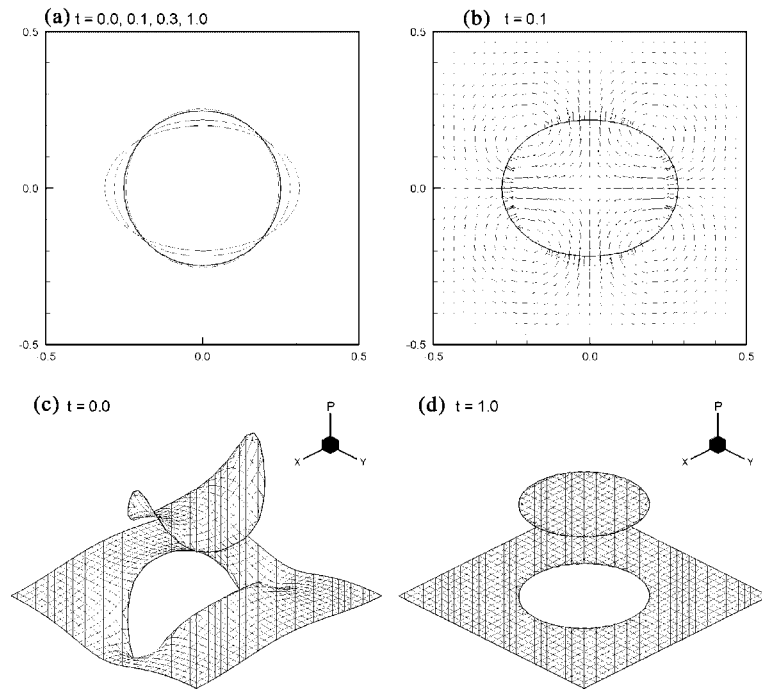 (a) t = 0.0, 0.1, 0.3, 1.0
0.5
0.0
-0.5
-0.5 0.0 0.5
(b) t = 0.1
0.5
0.0
-0.5
-0.5 0.0 0.5
(c) t = 0.0
P
X Y
(d) t = 1.0
P
X Y